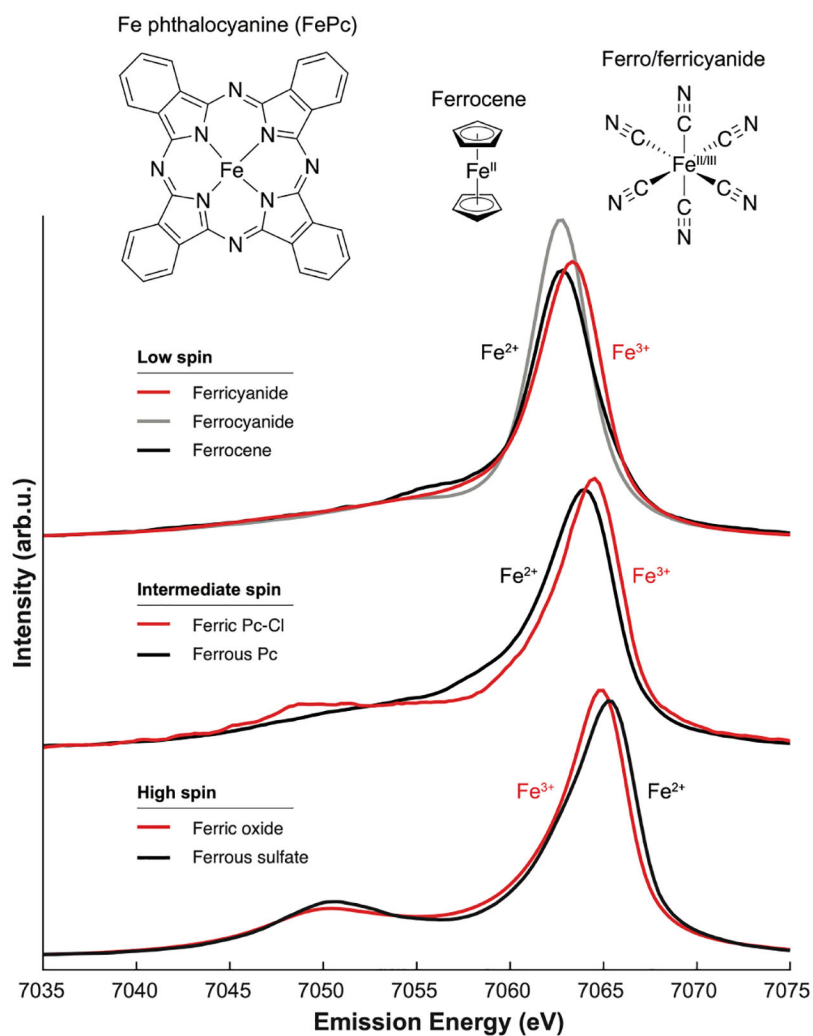 Fe phthalocyanine (FePc)
N
N
N
N
Fe
N
N
N
N
Ferrocene
Fe^II
Ferro/ferricyanide
N
C
N
C
C
N
Fe^II/III
N
C
C
N
C
N
Fe²⁺
Fe³⁺
Low spin
Ferricyanide
Ferrocyanide
Ferrocene
Fe²⁺
Fe³⁺
Intermediate spin
Ferric Pc-Cl
Ferrous Pc
Fe³⁺
Fe²⁺
High spin
Ferric oxide
Ferrous sulfate
Intensity (arb.u.)
7035 7040 7045 7050 7055 7060 7065 7070 7075
Emission Energy (eV)